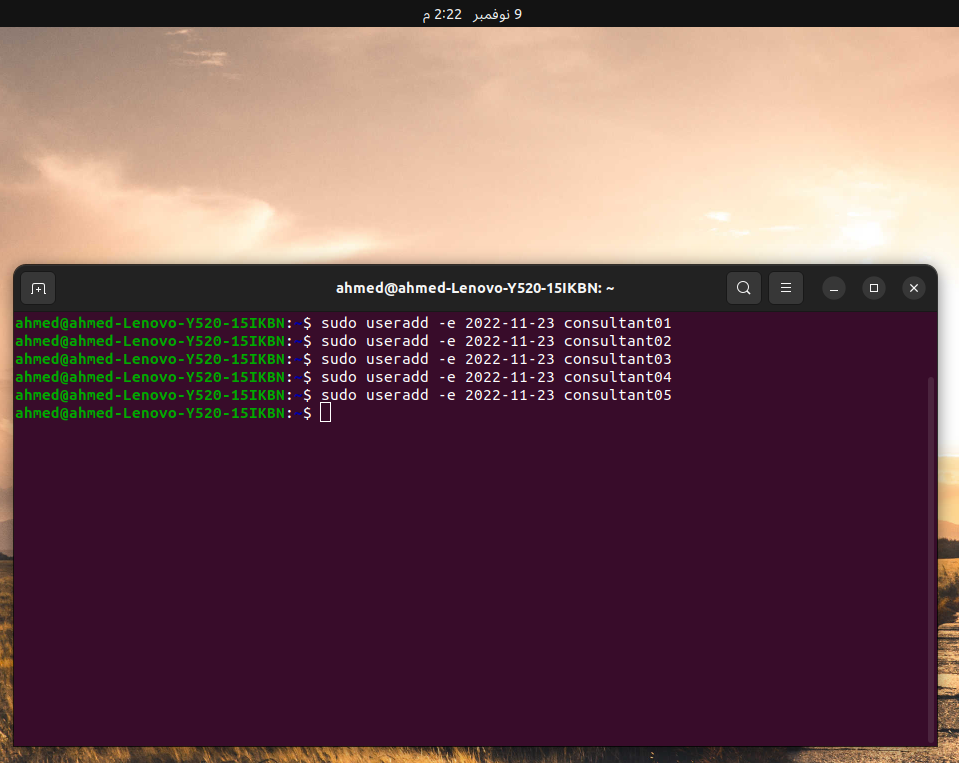 9 نوفمبر 2:22 م
ahmed@ahmed-Lenovo-Y520-15IKBN: ~
ahmed@ahmed-Lenovo-Y520-15IKBN:~$ sudo useradd -e 2022-11-23 consultant01
ahmed@ahmed-Lenovo-Y520-15IKBN:~$ sudo useradd -e 2022-11-23 consultant02
ahmed@ahmed-Lenovo-Y520-15IKBN:~$ sudo useradd -e 2022-11-23 consultant03
ahmed@ahmed-Lenovo-Y520-15IKBN:~$ sudo useradd -e 2022-11-23 consultant04
ahmed@ahmed-Lenovo-Y520-15IKBN:~$ sudo useradd -e 2022-11-23 consultant05
ahmed@ahmed-Lenovo-Y520-15IKBN:~$